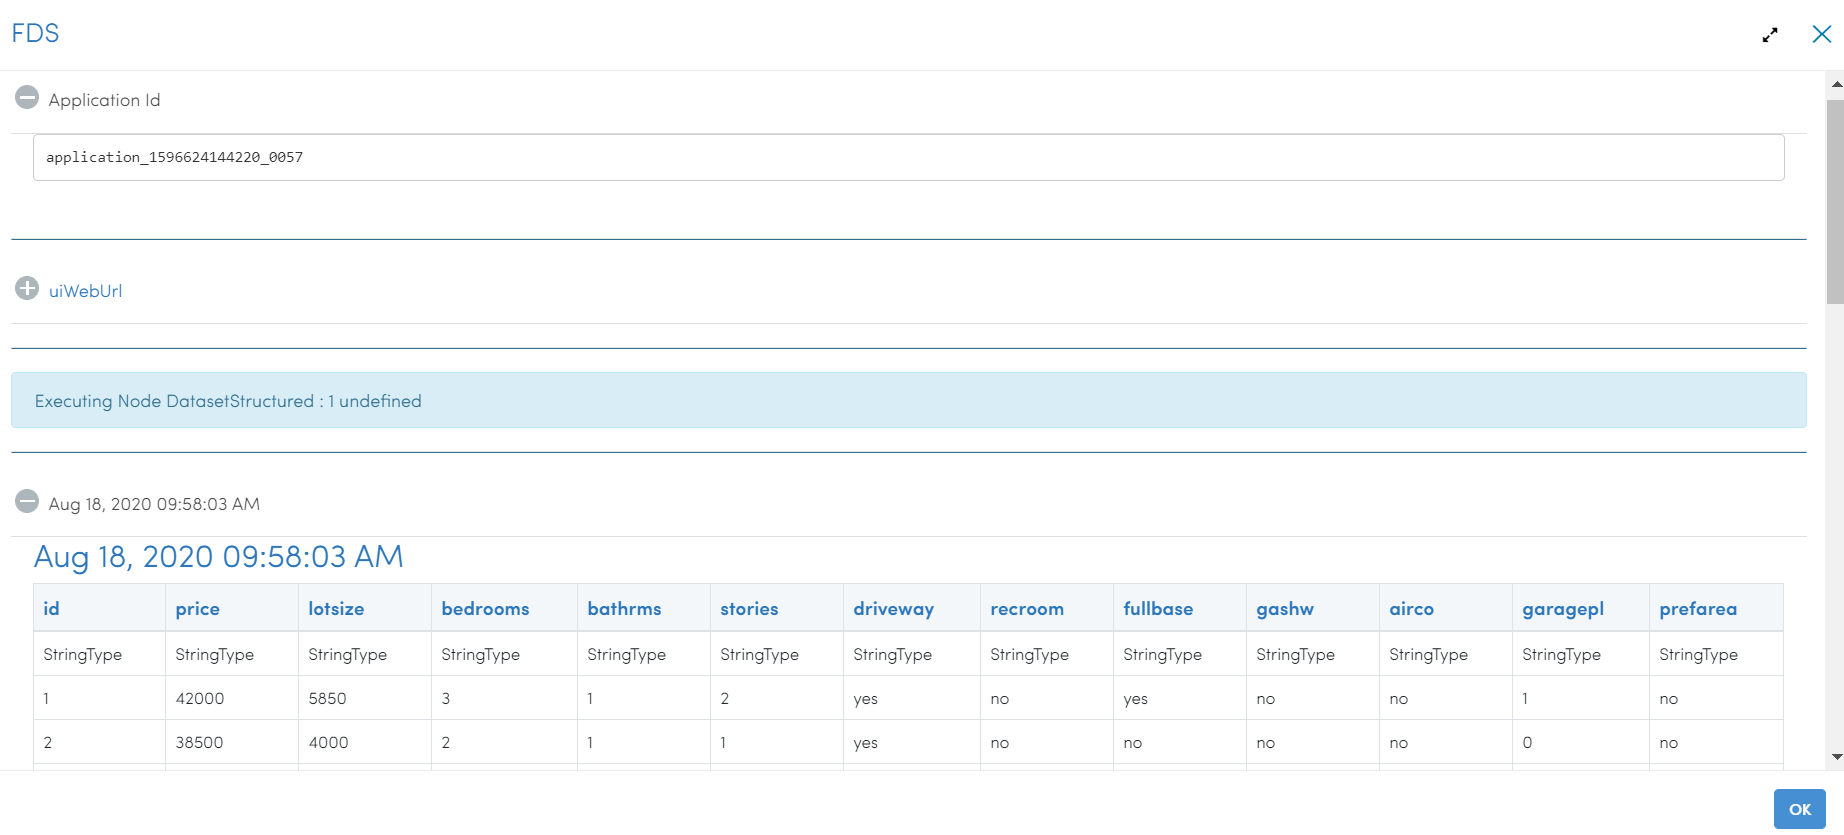 FDS
Application Id
application_1596624144220_0057
uiWebUrl
Executing Node DatasetStructured : 1 undefined
Aug 18, 2020 09:58:03 AM
Aug 18, 2020 09:58:03 AM
id price lotsize bedrooms bathrms stories driveway recroom fullbase gashw airco garagepl prefarea
StringType StringType StringType StringType StringType StringType StringType StringType StringType StringType StringType StringType StringType
1 42000 5850 3 1 2 yes no yes no no 1 no
2 38500 4000 2 1 1 yes no no no no 0 no
OK